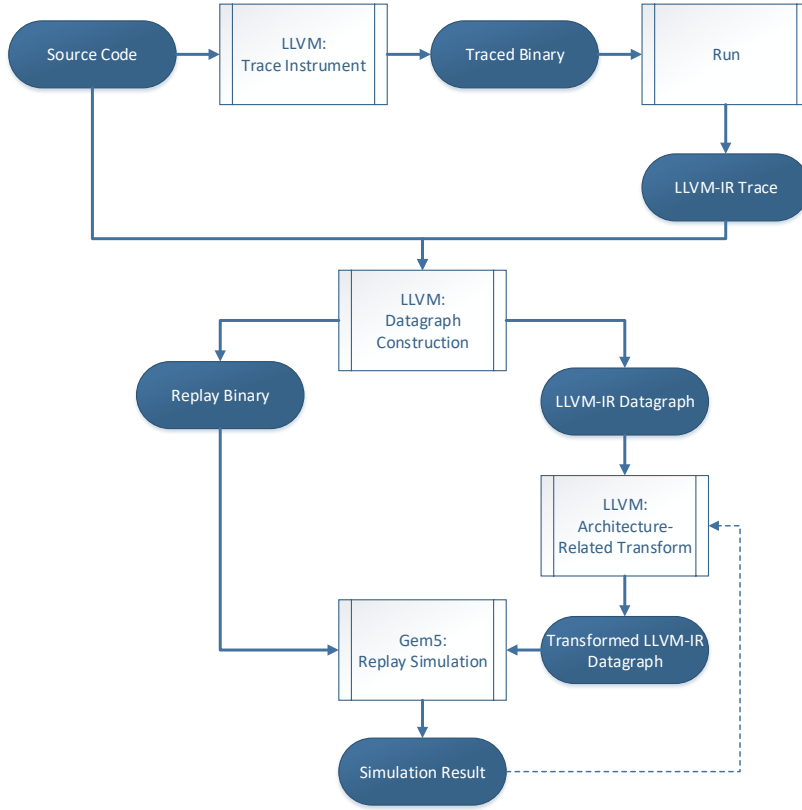 Source Code
LLVM:
Trace Instrument
Traced Binary
Run
LLVM-IR Trace
LLVM:
Datagraph
Construction
Replay Binary
LLVM-IR Datagraph
LLVM:
Architecture-
Related Transform
Gem5:
Replay Simulation
Transformed LLVM-IR
Datagraph
Simulation Result